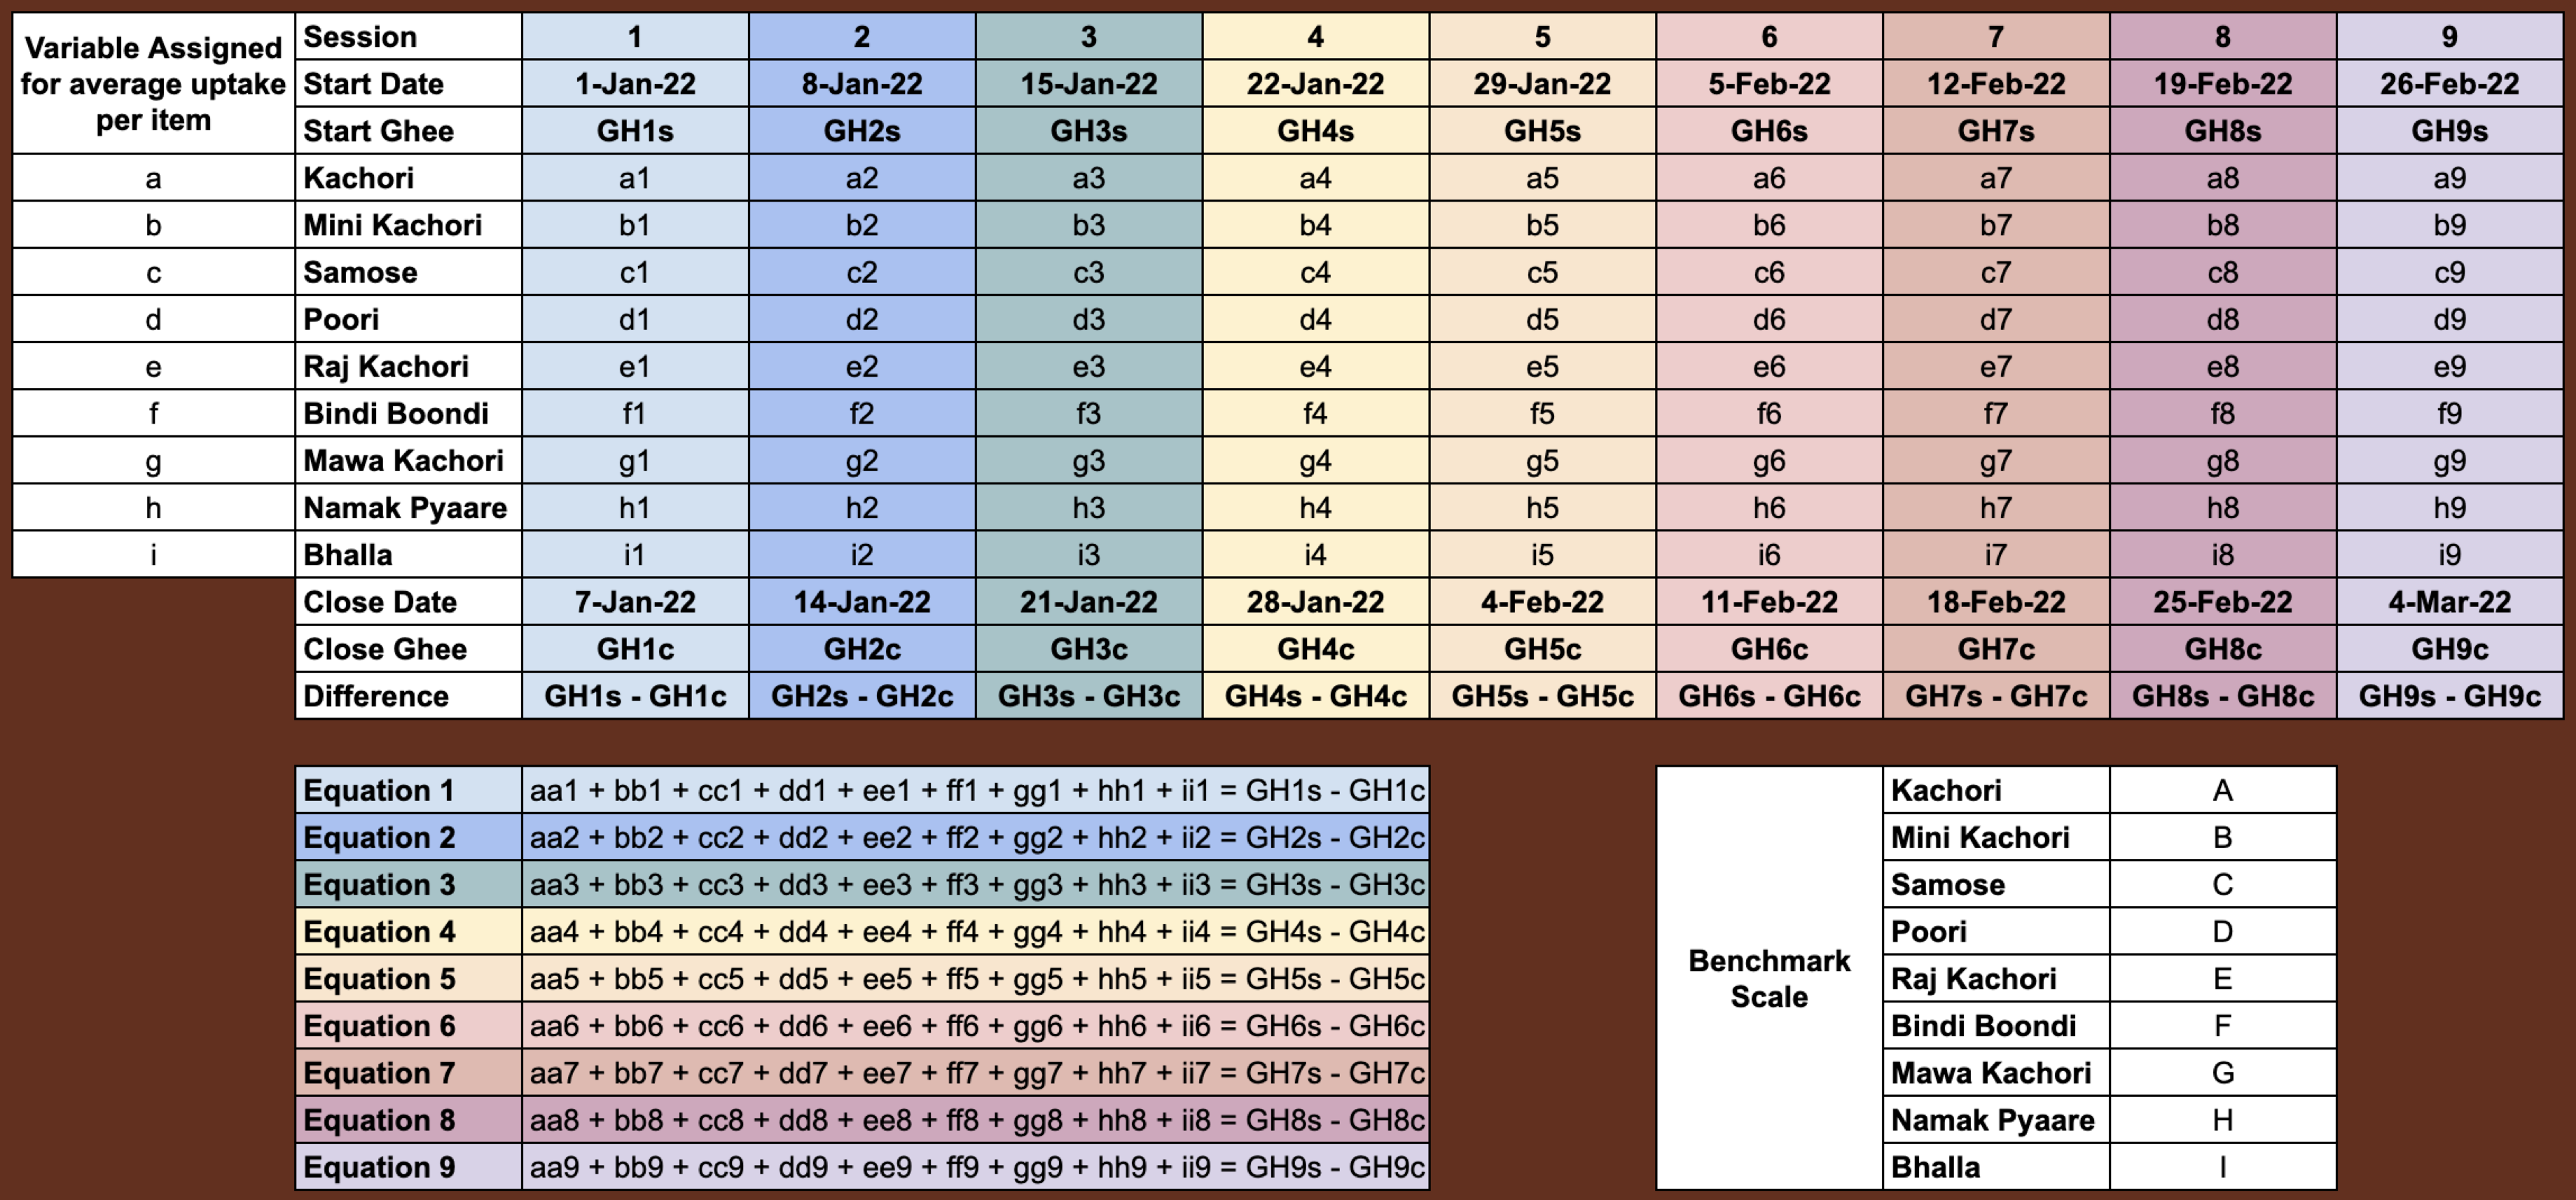 Variable Assigned for average uptake per item
Session 1 2 3 4 5 6 7 8 9
Start Date 1-Jan-22 8-Jan-22 15-Jan-22 22-Jan-22 29-Jan-22 5-Feb-22 12-Feb-22 19-Feb-22 26-Feb-22
Start Ghee GH1s GH2s GH3s GH4s GH5s GH6s GH7s GH8s GH9s
a Kachori a1 a2 a3 a4 a5 a6 a7 a8 a9
b Mini Kachori b1 b2 b3 b4 b5 b6 b7 b8 b9
c Samose c1 c2 c3 c4 c5 c6 c7 c8 c9
d Poori d1 d2 d3 d4 d5 d6 d7 d8 d9
e Raj Kachori e1 e2 e3 e4 e5 e6 e7 e8 e9
f Bindi Boondi f1 f2 f3 f4 f5 f6 f7 f8 f9
g Mawa Kachori g1 g2 g3 g4 g5 g6 g7 g8 g9
h Namak Pyaare h1 h2 h3 h4 h5 h6 h7 h8 h9
i Bhalla i1 i2 i3 i4 i5 i6 i7 i8 i9
Close Date 7-Jan-22 14-Jan-22 21-Jan-22 28-Jan-22 4-Feb-22 11-Feb-22 18-Feb-22 25-Feb-22 4-Mar-22
Close Ghee GH1c GH2c GH3c GH4c GH5c GH6c GH7c GH8c GH9c
Difference GH1s - GH1c GH2s - GH2c GH3s - GH3c GH4s - GH4c GH5s - GH5c GH6s - GH6c GH7s - GH7c GH8s - GH8c GH9s - GH9c
Equation 1 aa1 + bb1 + cc1 + dd1 + ee1 + ff1 + gg1 + hh1 + ii1 = GH1s - GH1c
Equation 2 aa2 + bb2 + cc2 + dd2 + ee2 + ff2 + gg2 + hh2 + ii2 = GH2s - GH2c
Equation 3 aa3 + bb3 + cc3 + dd3 + ee3 + ff3 + gg3 + hh3 + ii3 = GH3s - GH3c
Equation 4 aa4 + bb4 + cc4 + dd4 + ee4 + ff4 + gg4 + hh4 + ii4 = GH4s - GH4c
Equation 5 aa5 + bb5 + cc5 + dd5 + ee5 + ff5 + gg5 + hh5 + ii5 = GH5s - GH5c
Equation 6 aa6 + bb6 + cc6 + dd6 + ee6 + ff6 + gg6 + hh6 + ii6 = GH6s - GH6c
Equation 7 aa7 + bb7 + cc7 + dd7 + ee7 + ff7 + gg7 + hh7 + ii7 = GH7s - GH7c
Equation 8 aa8 + bb8 + cc8 + dd8 + ee8 + ff8 + gg8 + hh8 + ii8 = GH8s - GH8c
Equation 9 aa9 + bb9 + cc9 + dd9 + ee9 + ff9 + gg9 + hh9 + ii9 = GH9s - GH9c
Benchmark
Scale
Kachori A
Mini Kachori B
Samose C
Poori D
Raj Kachori E
Bindi Boondi F
Mawa Kachori G
Namak Pyaare H
Bhalla I